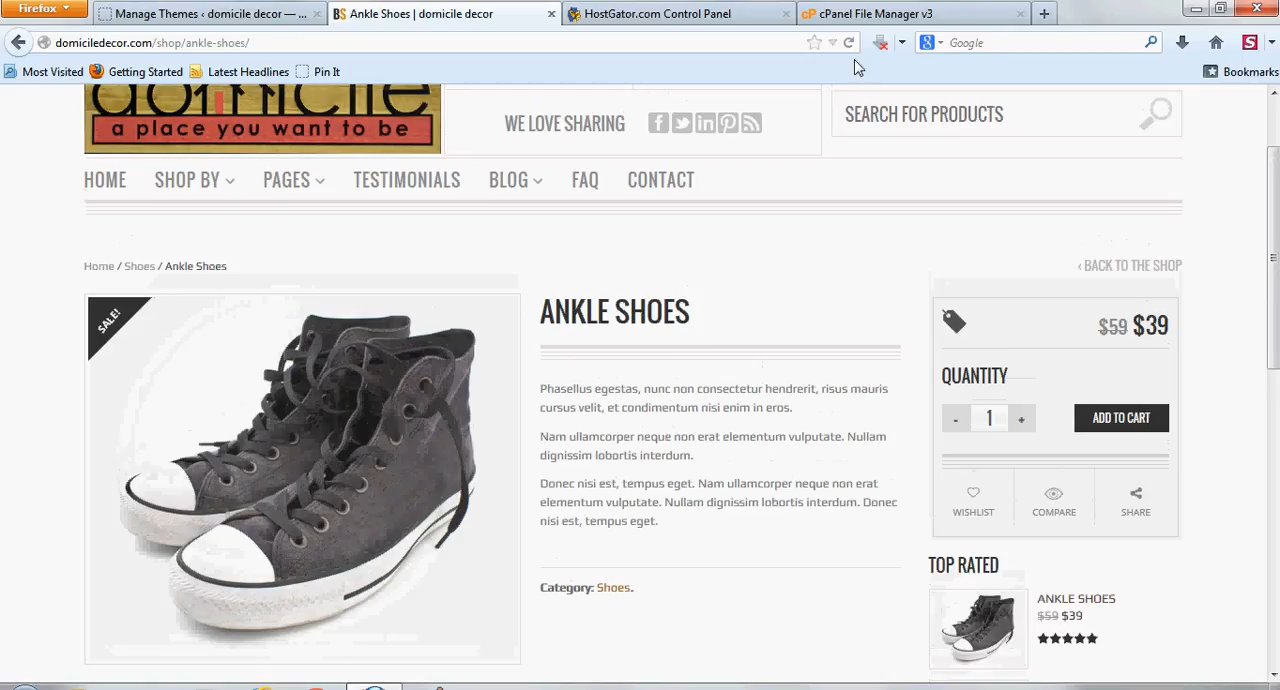 Firefox
Manage Themes ‹ domicile decor — ...
BS Ankle Shoes | domicile decor
HostGator.com Control Panel
cP cPanel File Manager v3
domiciledecor.com/shop/ankle-shoes/
Google
Most Visited
Getting Started
Latest Headlines
Pin It
Bookmarks
domicile
a place you want to be
WE LOVE SHARING
SEARCH FOR PRODUCTS
HOME
SHOP BY
PAGES
TESTIMONIALS
BLOG
FAQ
CONTACT
Home / Shoes / Ankle Shoes
‹ BACK TO THE SHOP
SALE!
ANKLE SHOES
Phasellus egestas, nunc non consectetur hendrerit, risus mauris
cursus velit, et condimentum nisi enim in eros.
Nam ullamcorper neque non erat elementum vulputate. Nullam
dignissim lobortis interdum.
Donec nisi est, tempus eget. Nam ullamcorper neque non erat
elementum vulputate. Nullam dignissim lobortis interdum. Donec
nisi est, tempus eget.
Category: Shoes.
$59 $39
QUANTITY
- 1 +
ADD TO CART
WISHLIST
COMPARE
SHARE
TOP RATED
ANKLE SHOES
$59 $39